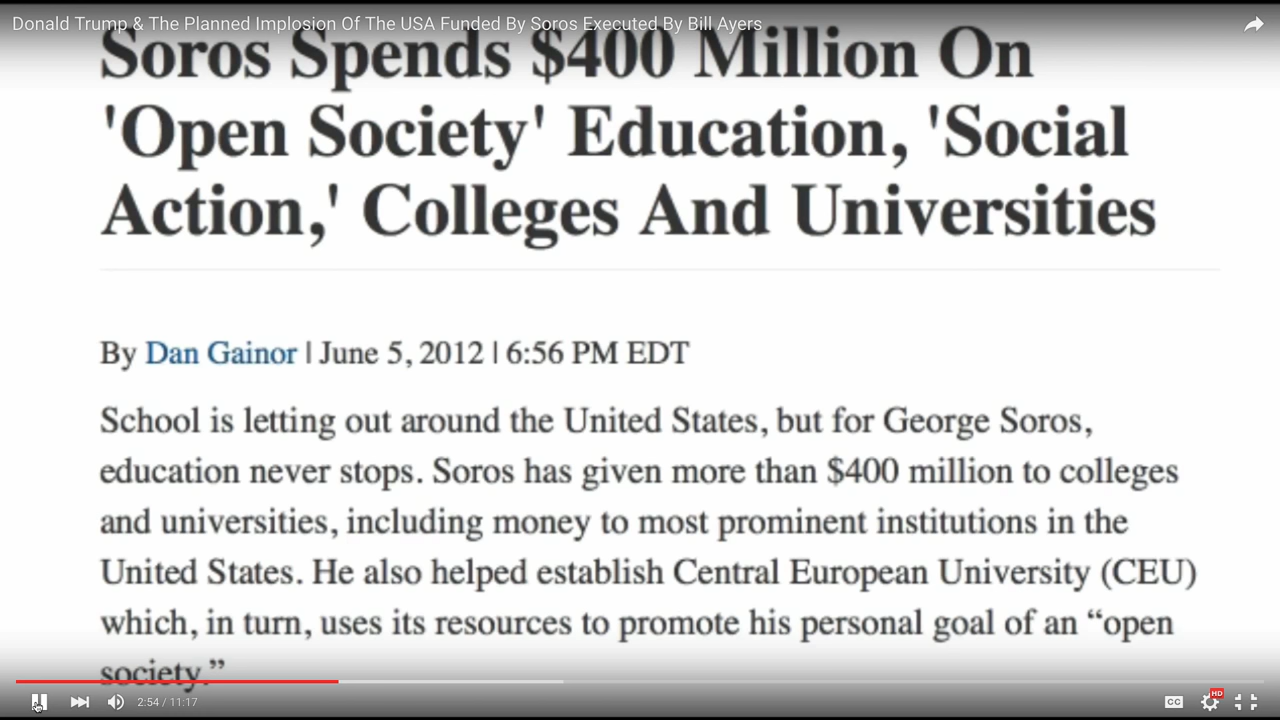 Donald Trump & The Planned Implosion Of The USA Funded By Soros Executed By Bill Ayers
Soros Spends $400 Million On
'Open Society' Education, 'Social
Action,' Colleges And Universities
By Dan Gainor | June 5, 2012 | 6:56 PM EDT
School is letting out around the United States, but for George Soros,
education never stops. Soros has given more than $400 million to colleges
and universities, including money to most prominent institutions in the
United States. He also helped establish Central European University (CEU)
which, in turn, uses its resources to promote his personal goal of an “open
society.”
2:54 / 11:17
CC
HD